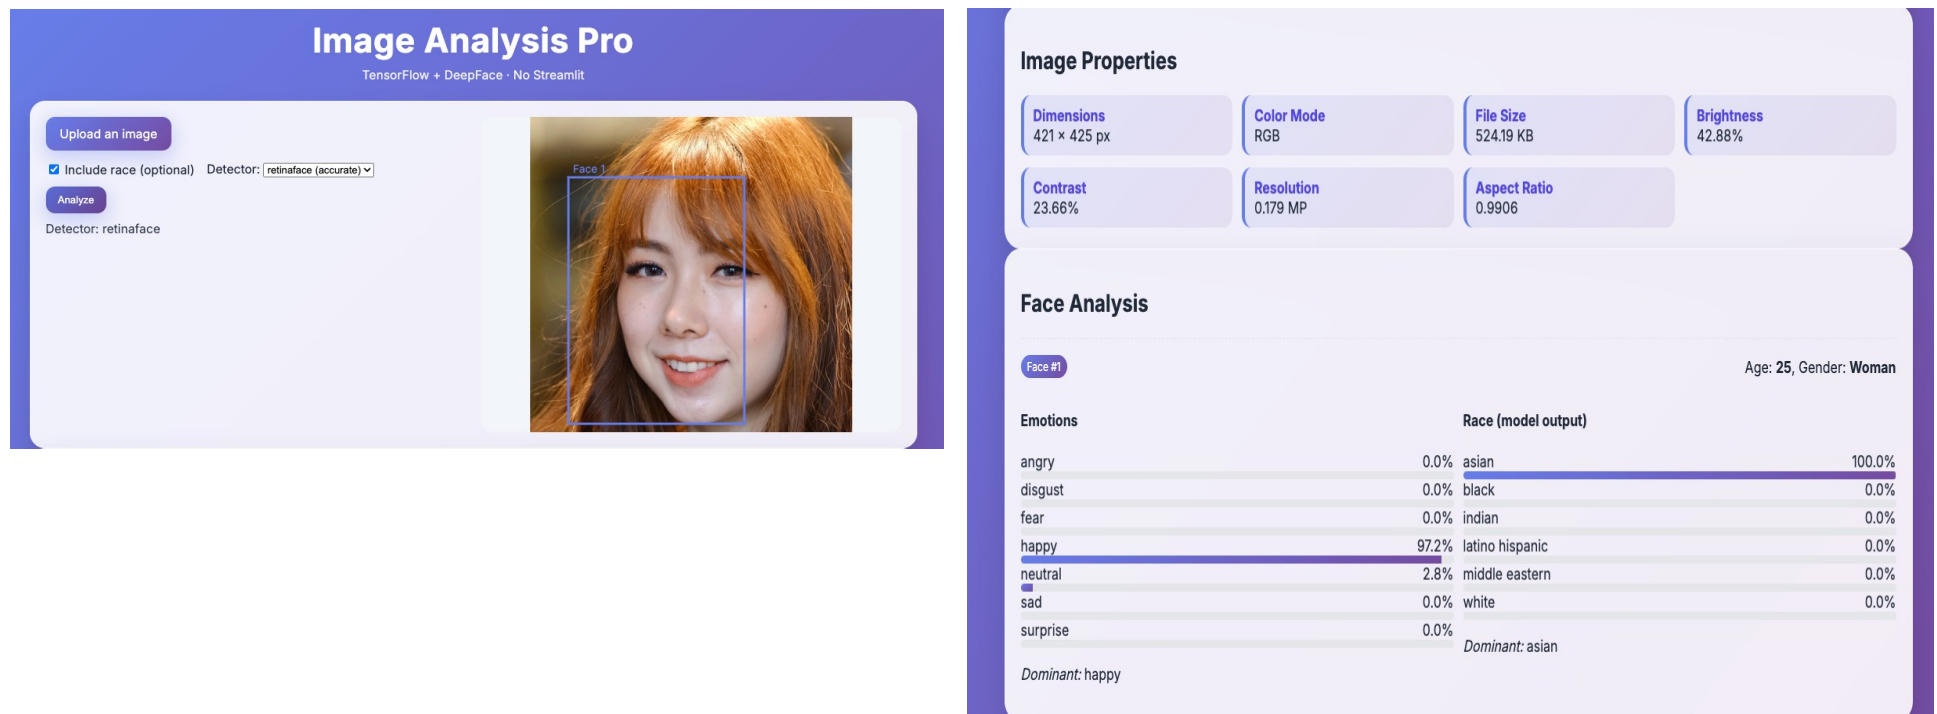 Image Analysis Pro
TensorFlow + DeepFace · No Streamlit
Upload an image
Include race (optional) Detector: retinaface (accurate)
Analyze
Detector: retinaface
Face 1
Image Properties
Dimensions Color Mode File Size Brightness
421 × 425 px RGB 524.19 KB 42.88%
Contrast Resolution Aspect Ratio
23.66% 0.179 MP 0.9906
Face Analysis
Face #1 Age: 25, Gender: Woman
Emotions
angry 0.0%
disgust 0.0%
fear 0.0%
happy 97.2%
neutral 2.8%
sad 0.0%
surprise 0.0%
Dominant: happy
Race (model output)
asian 100.0%
black 0.0%
indian 0.0%
latino hispanic 0.0%
middle eastern 0.0%
white 0.0%
Dominant: asian